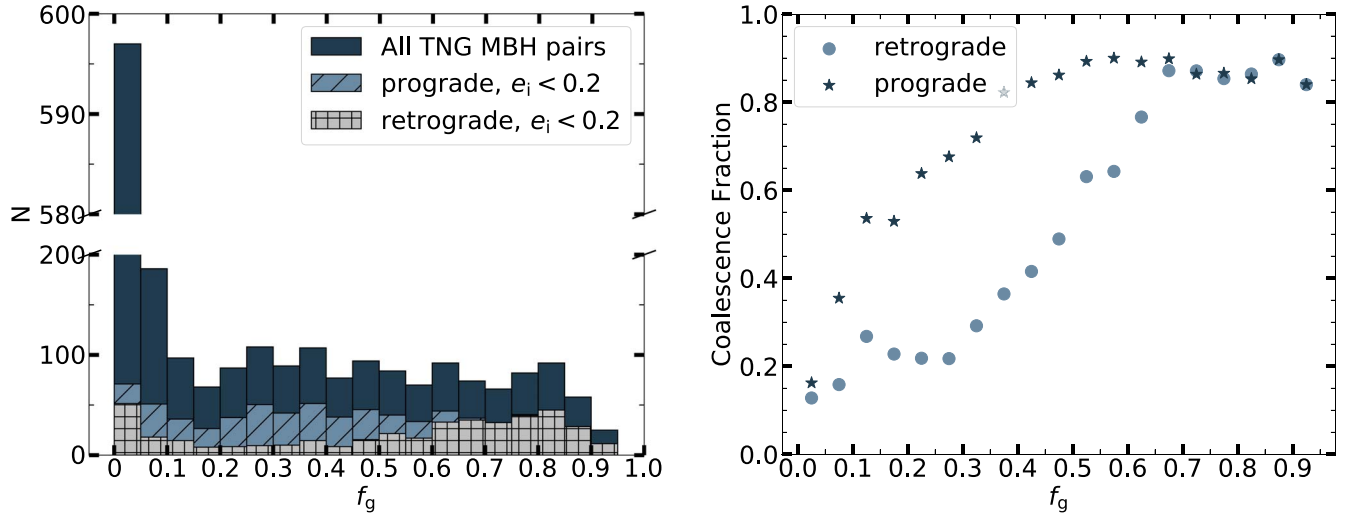 600
590
580
200
100
0
N
All TNG MBH pairs
prograde, e_i < 0.2
retrograde, e_i < 0.2
0 0.1 0.2 0.3 0.4 0.5 0.6 0.7 0.8 0.9 1.0
f_g
1.0
0.8
0.6
0.4
0.2
0.0
Coalescence Fraction
retrograde
prograde
0.0 0.1 0.2 0.3 0.4 0.5 0.6 0.7 0.8 0.9
f_g